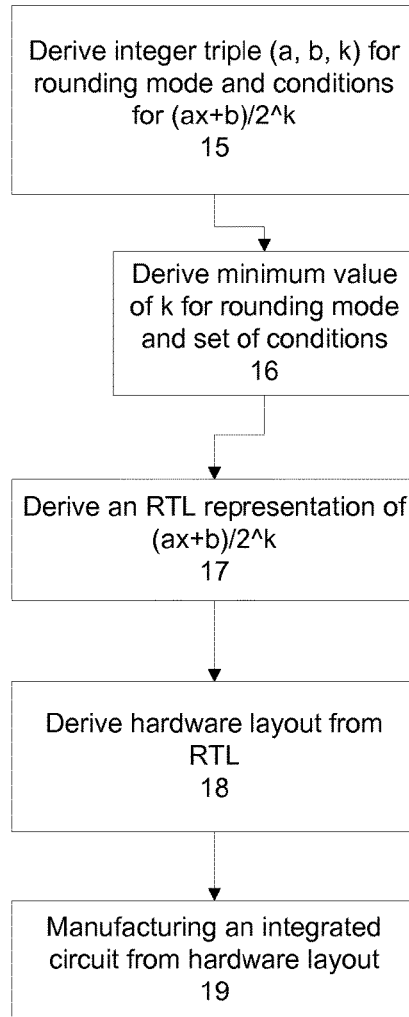 Derive integer triple (a, b, k) for
rounding mode and conditions
for (ax+b)/2^k
15
Derive minimum value
of k for rounding mode
and set of conditions
16
Derive an RTL representation of
(ax+b)/2^k
17
Derive hardware layout from
RTL
18
Manufacturing an integrated
circuit from hardware layout
19